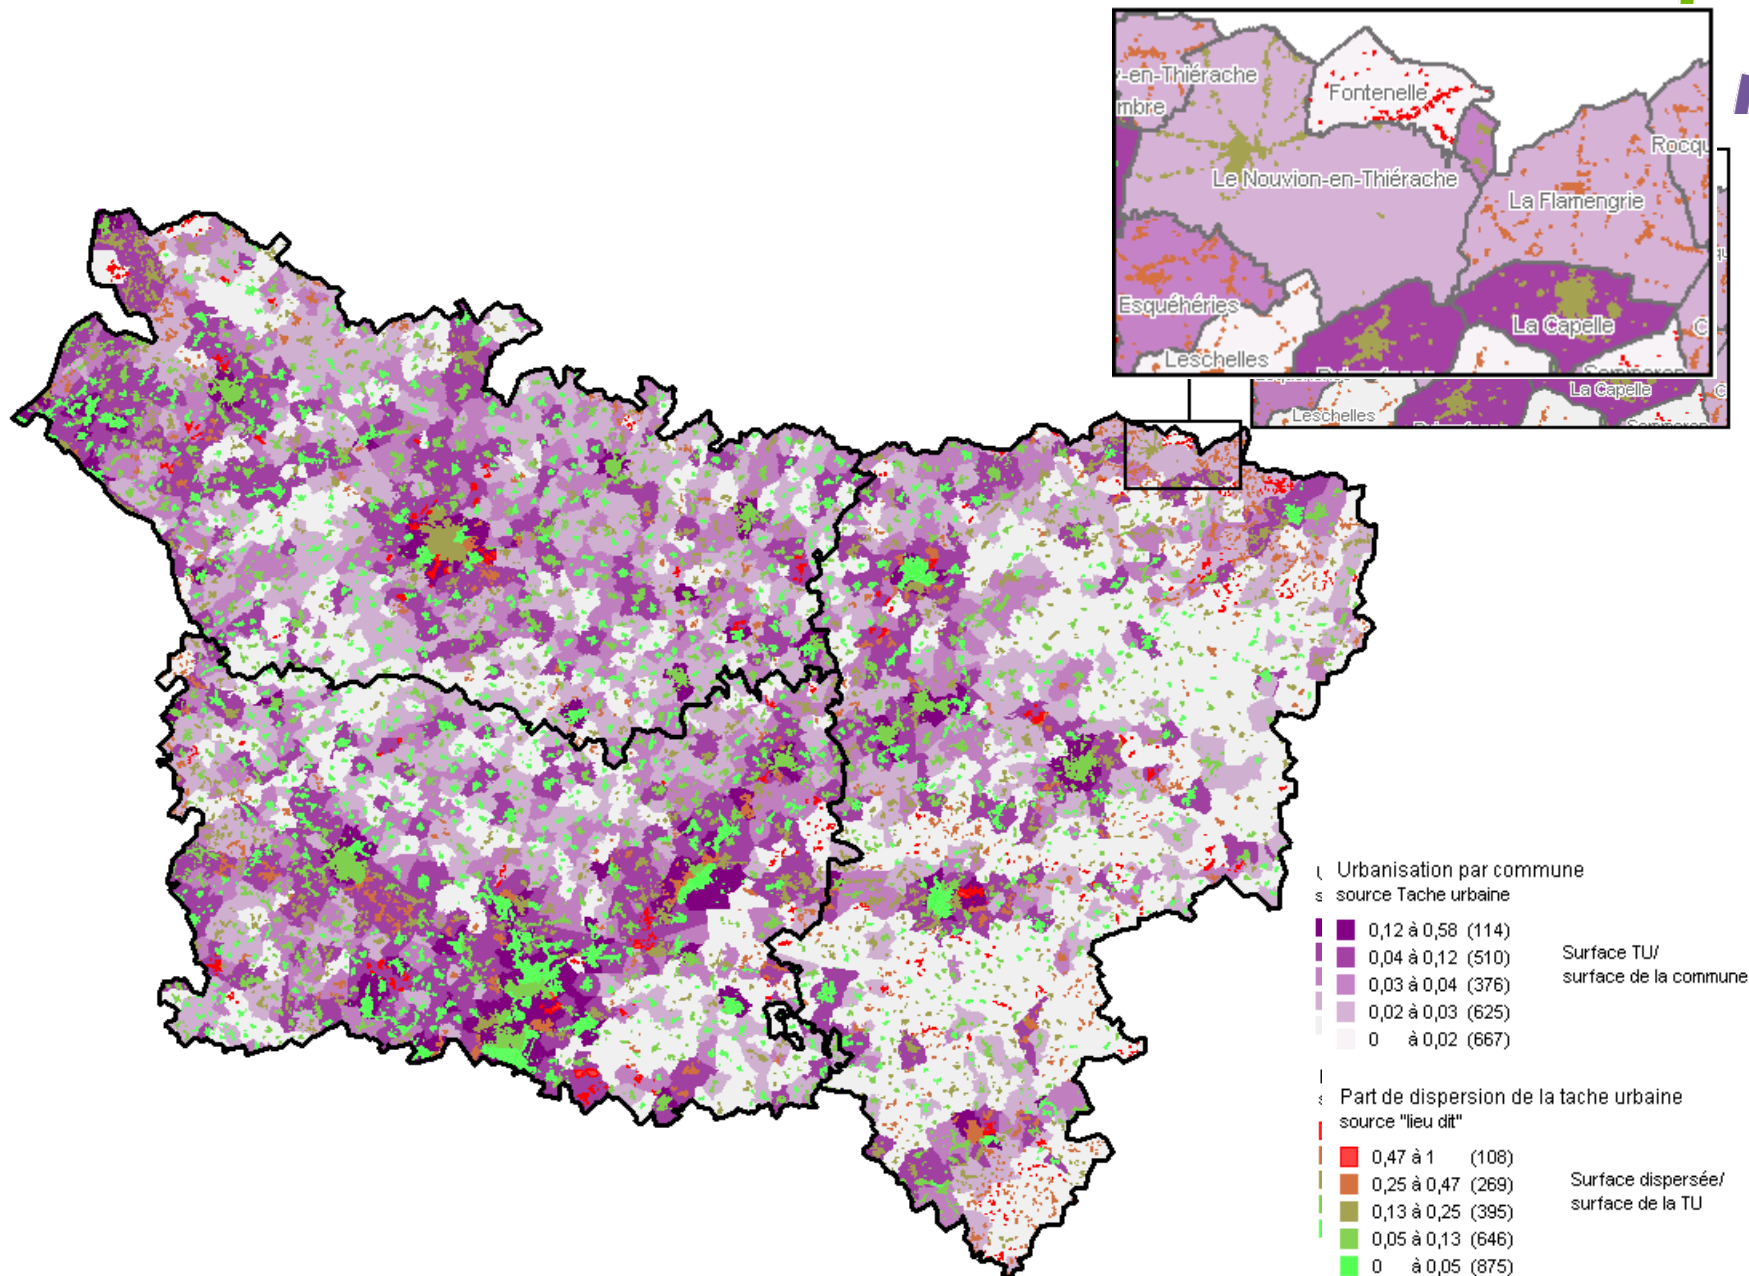 -en-Thiérache
mbre
Fontenelle
Rocqu
Le Nouvion-en-Thiérache
La Flamengrie
Esquéhéries
La Capelle
C
Leschelles
La Capelle
C
Leschelles
Urbanisation par commune
source Tache urbaine
0,12 à 0,58 (114)
0,04 à 0,12 (510)
0,03 à 0,04 (376)
0,02 à 0,03 (625)
0 à 0,02 (667)
Surface TU/
surface de la commune
Part de dispersion de la tache urbaine
source "lieu dit"
0,47 à 1 (108)
0,25 à 0,47 (269)
0,13 à 0,25 (395)
0,05 à 0,13 (646)
0 à 0,05 (875)
Surface dispersée/
surface de la TU